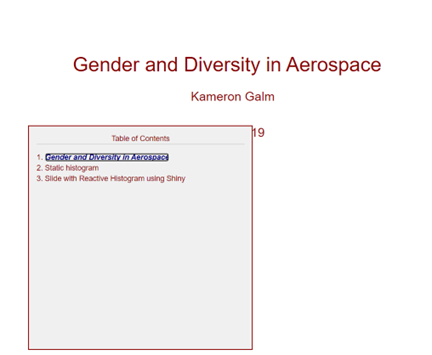 Gender and Diversity in Aerospace
Kameron Galm
19
Table of Contents
1. Gender and Diversity in Aerospace
2. Static histogram
3. Slide with Reactive Histogram using Shiny